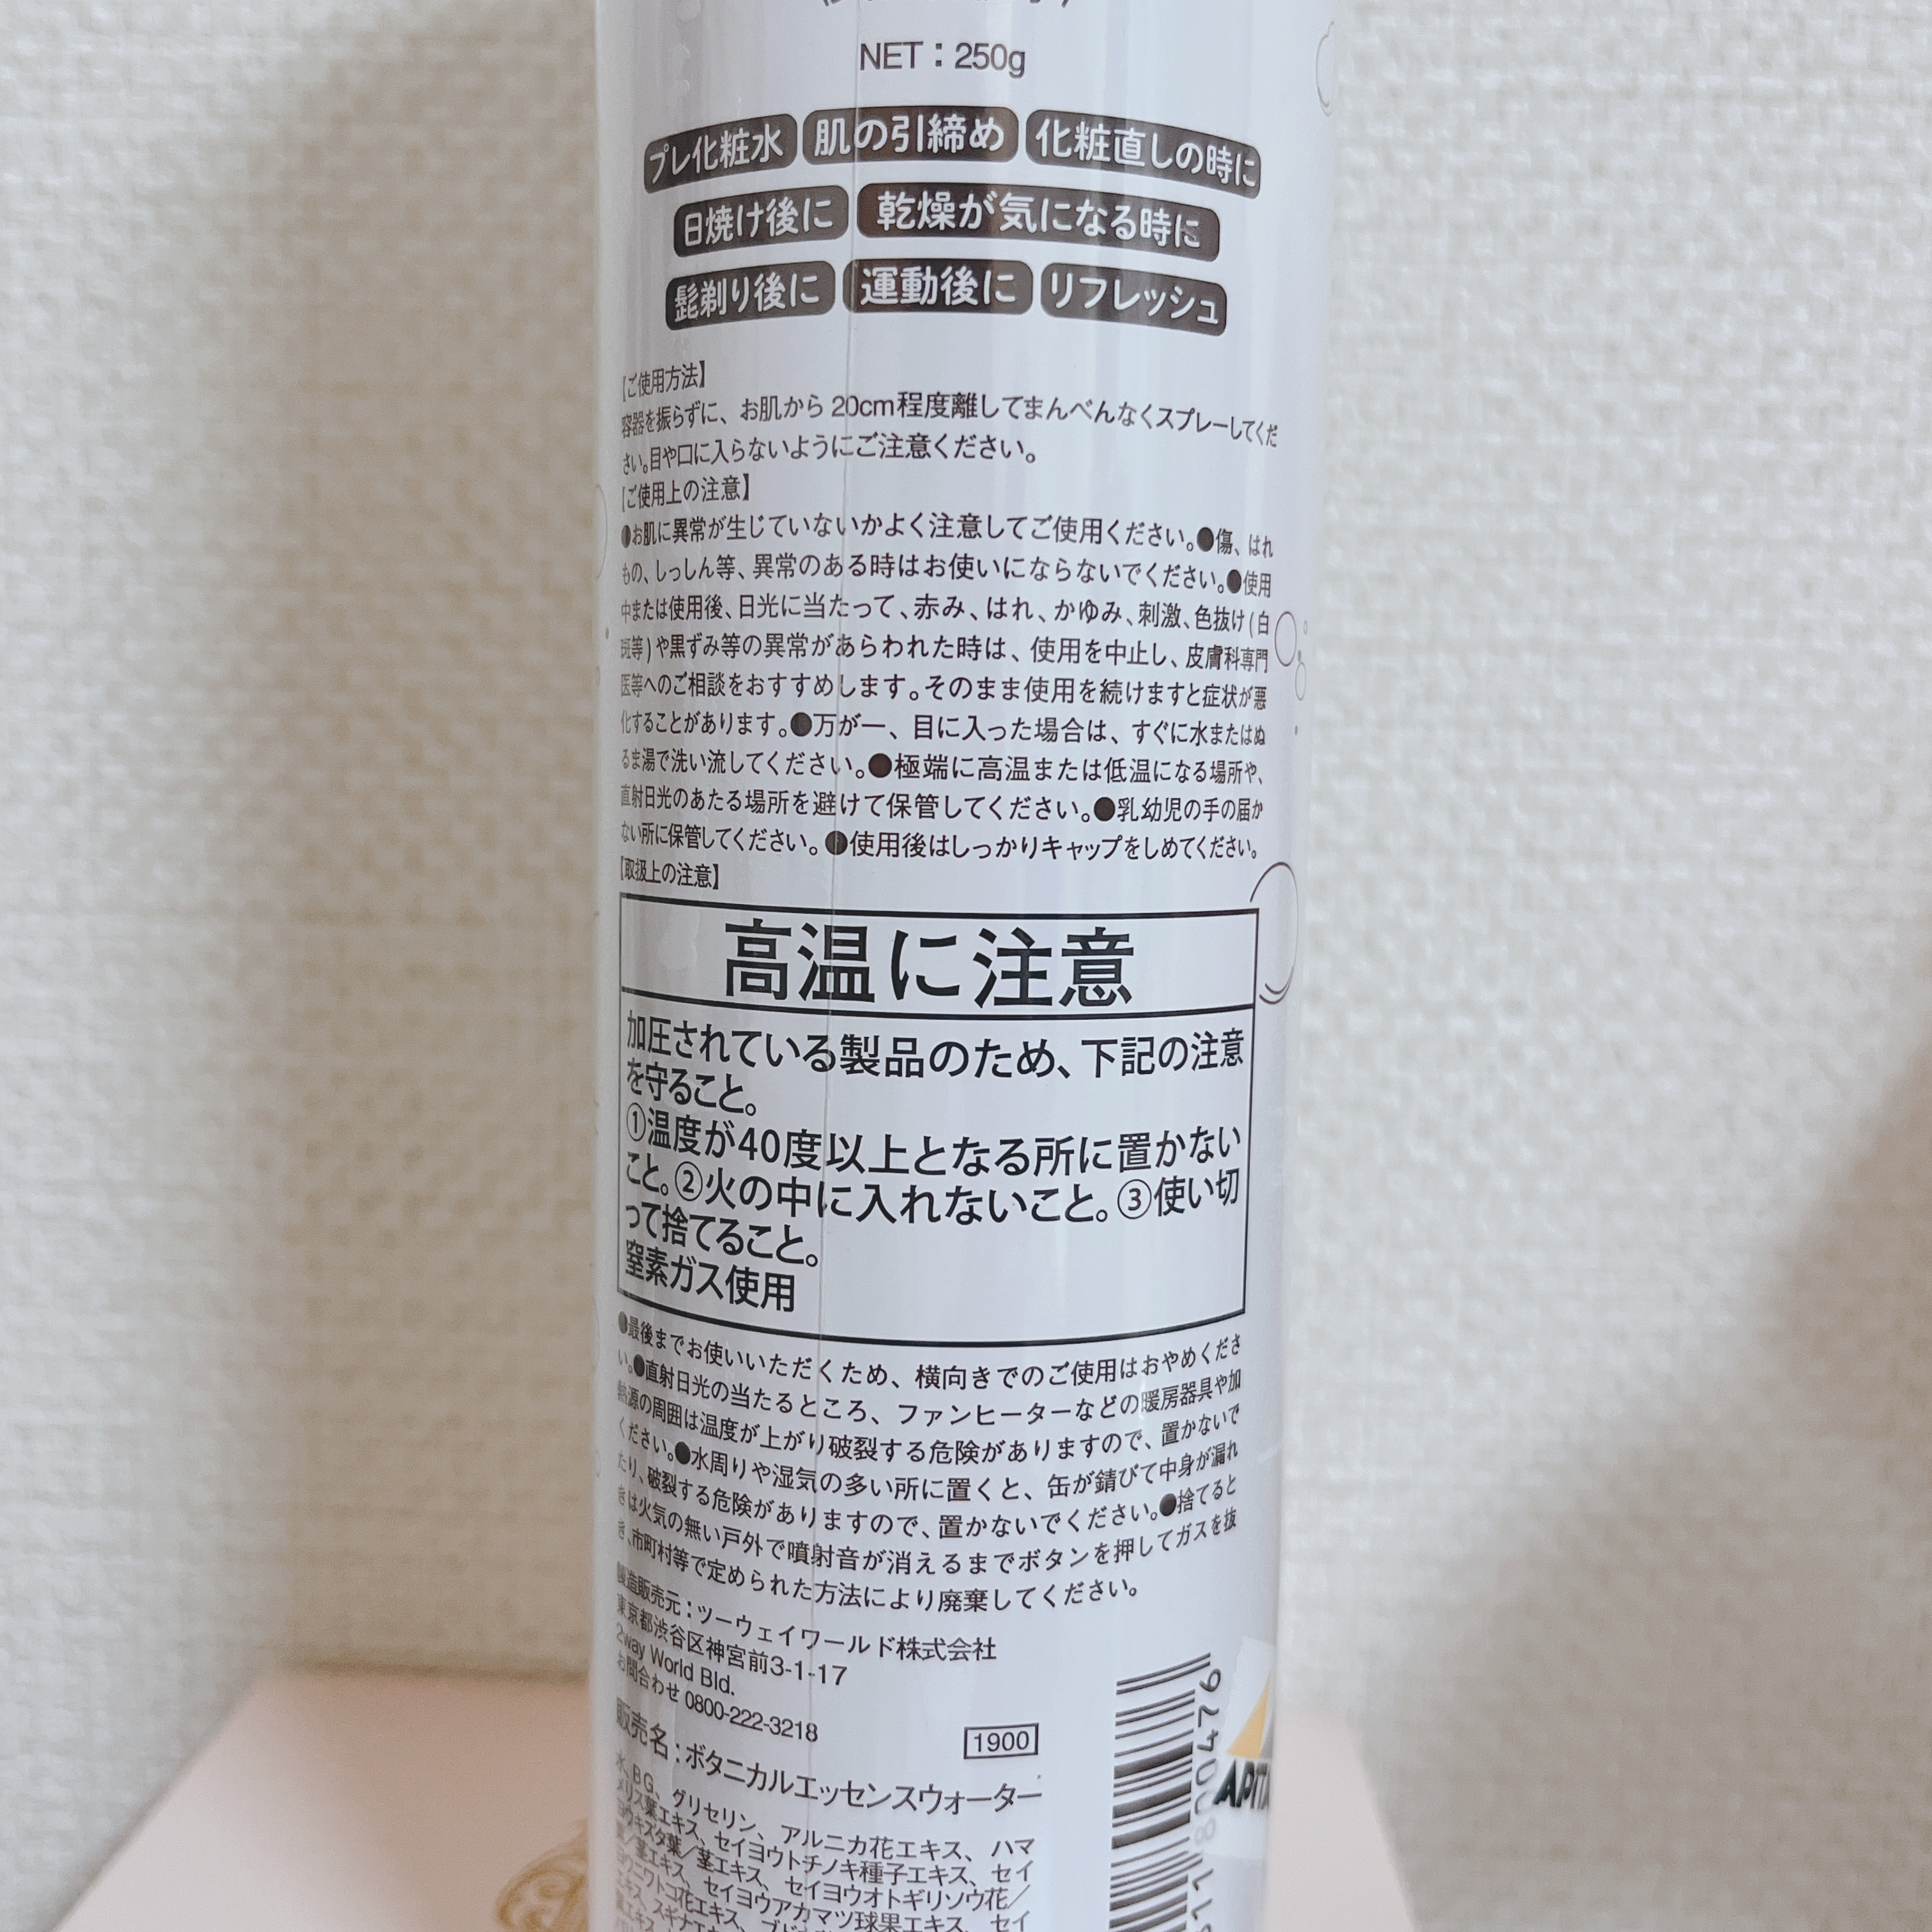 NET：250g
プレ化粧水 肌の引締め 化粧直しの時に
日焼け後に 乾燥が気になる時に
髭剃り後に 運動後に リフレッシュ
【ご使用方法】
容器を振らずに、お肌から20cm程度離してまんべんなくスプレーしてくだ
さい。目や口に入らないようにご注意ください。
【ご使用上の注意】
●お肌に異常が生じていないかよく注意してご使用ください。●傷、はれ
もの、しっしん等、異常のある時はお使いにならないでください。●使用
中または使用後、日光に当たって、赤み、はれ、かゆみ、刺激、色抜け(白
斑等)や黒ずみ等の異常があらわれた時は、使用を中止し、皮膚科専門
医等へのご相談をおすすめします。そのまま使用を続けますと症状が悪
化することがあります。●万が一、目に入った場合は、すぐに水またはぬ
るま湯で洗い流してください。●極端に高温または低温になる場所や、
直射日光のあたる場所を避けて保管してください。●乳幼児の手の届か
ない所に保管してください。●使用後はしっかりキャップをしめてください。
【取扱上の注意】
高温に注意
加圧されている製品のため、下記の注意
を守ること。
①温度が40度以上となる所に置かない
こと。②火の中に入れないこと。③使い切
って捨てること。
窒素ガス使用
●最後までお使いいただくため、横向きでのご使用はおやめくださ
い。●直射日光の当たるところ、ファンヒーターなどの暖房器具や加
熱源の周囲は温度が上がり破裂する危険がありますので、置かないで
ください。●水周りや湿気の多い所に置くと、缶が錆びて中身が漏れ
たり、破裂する危険がありますので、置かないでください。●捨てると
きは火気の無い戸外で噴射音が消えるまでボタンを押してガスを抜
き、市町村等で定められた方法により廃棄してください。
製造販売元：ツーウェイワールド株式会社
東京都渋谷区神宮前3-1-17
2way World Bld.
お問合わせ 0800-222-3218
1900
販売名：ボタニカルエッセンスウォーター
水、BG、グリセリン、アルニカ花エキス、ハマ
メリス葉エキス、セイヨウトチノキ種子エキス、セイ
ヨウキズタ葉／茎エキス、セイヨウオトギリソウ花／
葉／茎エキス、セイヨウアカマツ球果エキス、セイ
ヨウニワトコ花エキス、
エキス、スギナエキス、
APITA